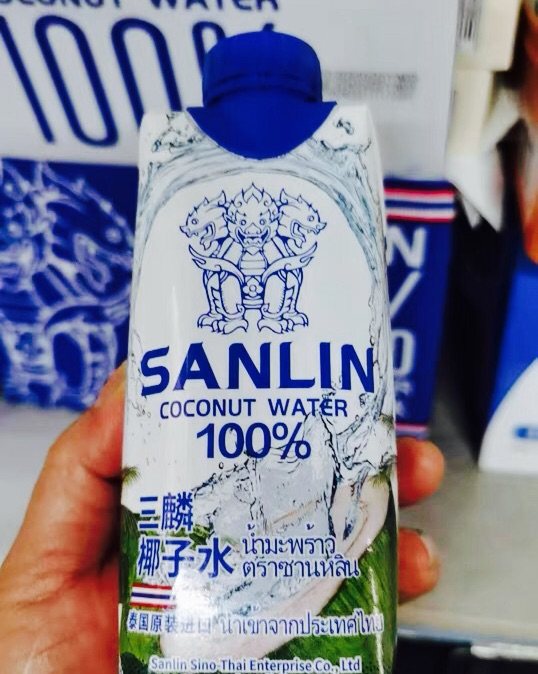 COCONUT WATER
100%
SANLIN
COCONUT WATER
100%
三麟
椰子水
น้ำมะพร้าว
ตราซานหลิน
泰国原装进口 นำเข้าจากประเทศไทย
Sanlin Sino-Thai Enterprise Co., Ltd